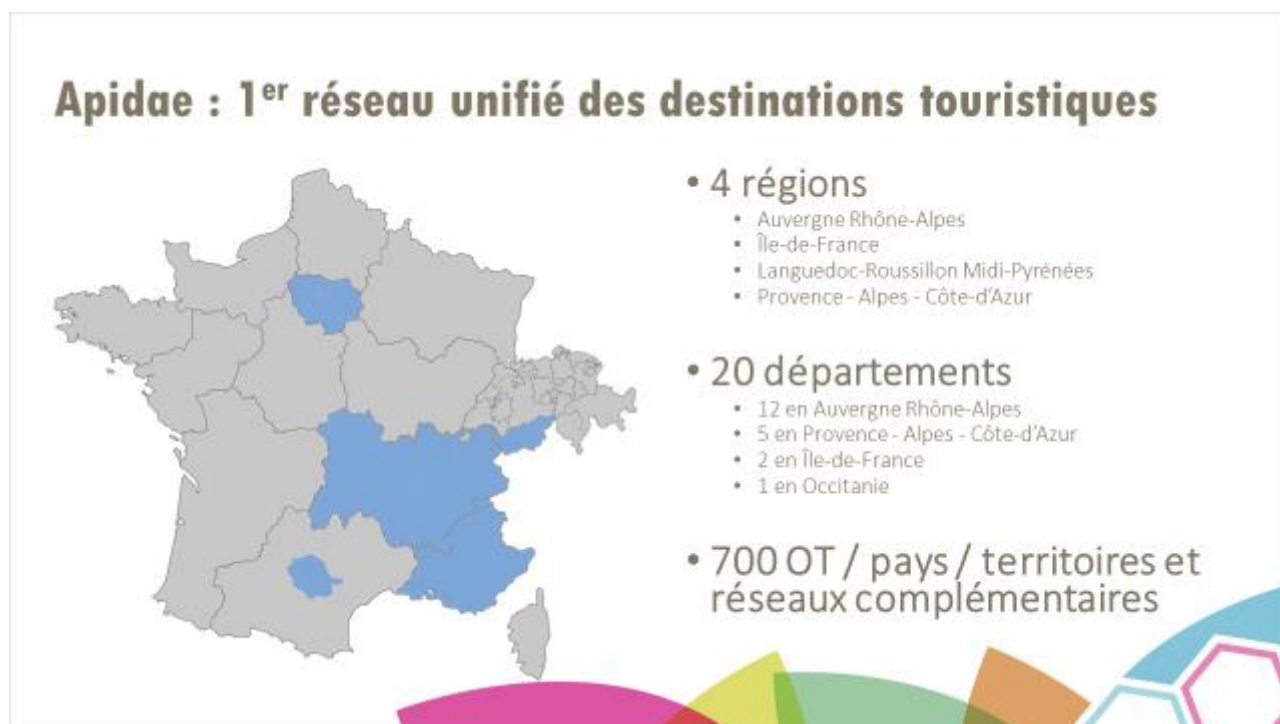 Apidae : 1er réseau unifié des destinations touristiques
• 4 régions
• Auvergne Rhône-Alpes
• Île-de-France
• Languedoc-Roussillon Midi-Pyrénées
• Provence - Alpes - Côte-d'Azur
• 20 départements
• 12 en Auvergne Rhône-Alpes
• 5 en Provence - Alpes - Côte-d'Azur
• 2 en Île-de-France
• 1 en Occitanie
• 700 OT / pays / territoires et
réseaux complémentaires